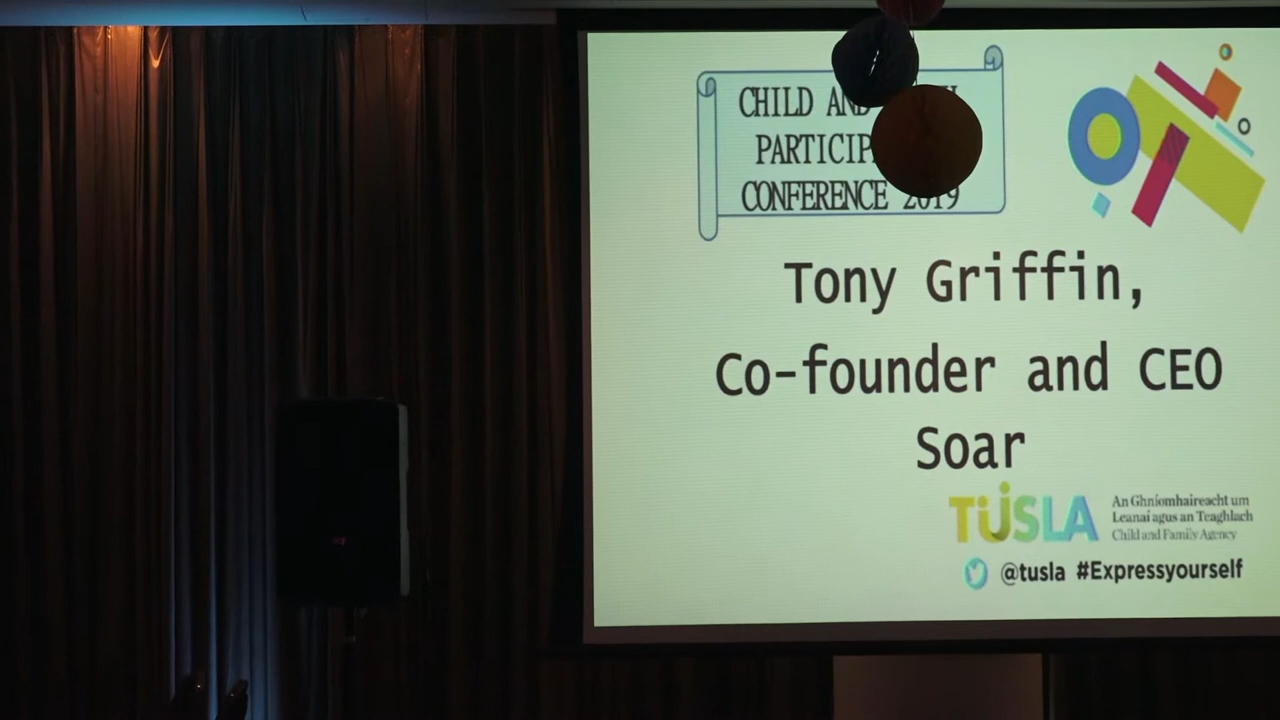 CHILD AND
PARTICIP
CONFERENCE 2019
Tony Griffin,
Co-founder and CEO
Soar
TUSLA
An Ghníomhaireacht um
Leanaí agus an Teaghlach
Child and Family Agency
@tusla #Expressyourself